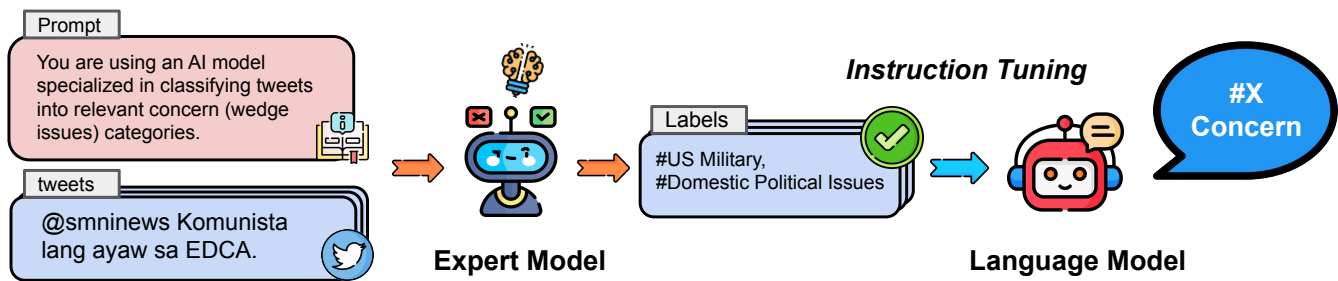 Prompt
You are using an AI model
specialized in classifying tweets
into relevant concern (wedge
issues) categories.
tweets
@smninews Komunista
lang ayaw sa EDCA.
Expert Model
Labels
#US Military,
#Domestic Political Issues
Instruction Tuning
Language Model
#X
Concern